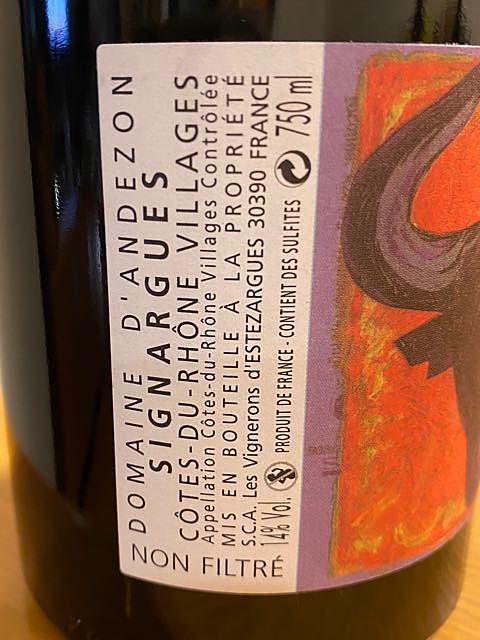 DOMAINE D'ANDEZON
SIGNARGUES
CÔTES-DU-RHÔNE VILLAGES
Appellation Côtes-du-Rhône Villages Contrôlée
MIS EN BOUTEILLE À LA PROPRIÉTÉ
S.C.A. Les Vignerons d'ESTEZARGUES 30390 FRANCE
14% Vol. PRODUIT DE FRANCE - CONTIENT DES SULFITES 750 ml
NON FILTRÉ